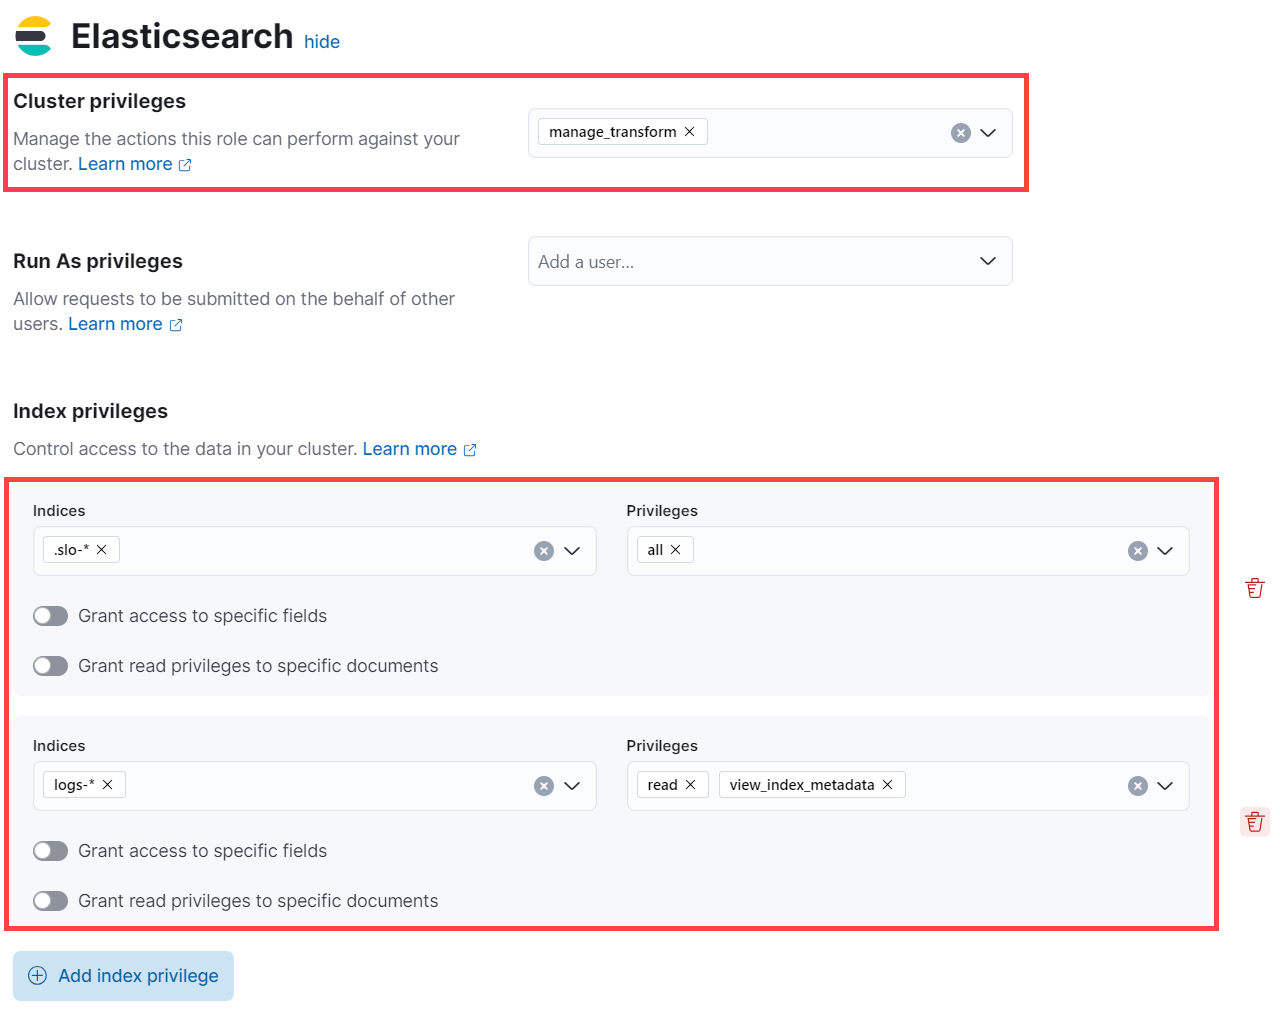 Elasticsearch hide
Cluster privileges
Manage the actions this role can perform against your
cluster. Learn more
manage_transform
Run As privileges
Allow requests to be submitted on the behalf of other
users. Learn more
Add a user...
Index privileges
Control access to the data in your cluster. Learn more
Indices
.slo-*
Privileges
all
Grant access to specific fields
Grant read privileges to specific documents
Indices
logs-*
Privileges
read view_index_metadata
Grant access to specific fields
Grant read privileges to specific documents
Add index privilege